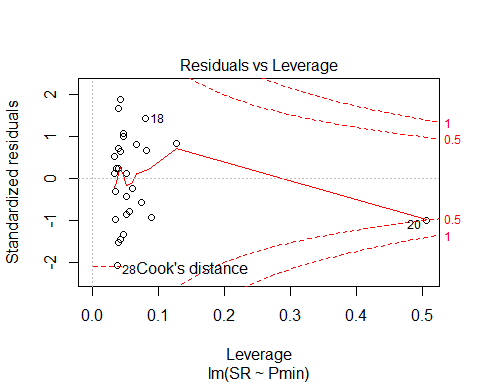 Residuals vs Leverage
Standardized residuals
2
1
0
-1
-2
18
1
0.5
0.5
20
1
28
Cook's distance
0.0 0.1 0.2 0.3 0.4 0.5
Leverage
lm(SR ~ Pmin)